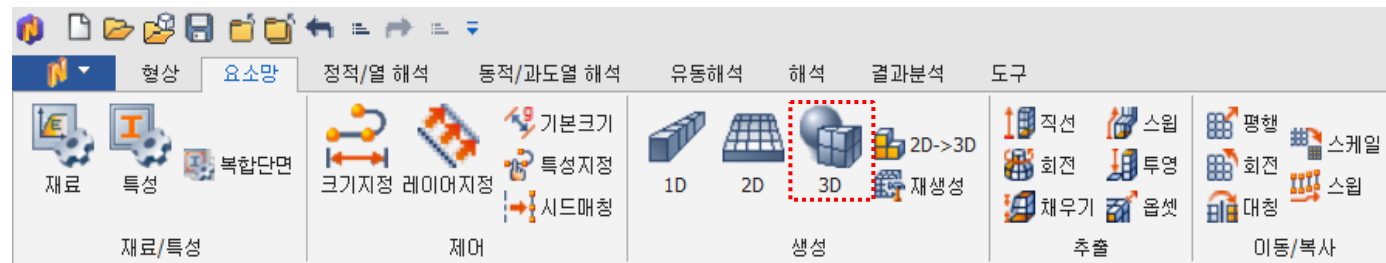 형상 요소망 정적/열 해석 동적/과도열 해석 유동해석 해석 결과분석 도구
재료 특성 복합단면
재료/특성
크기지정 레이어지정 기본크기
특성지정
시드매칭
제어
1D 2D 3D 2D->3D
재생성
생성
직선 스윕
회전 투영
채우기 옵셋
추출
평행 스케일
회전 스윕
대칭
이동/복사